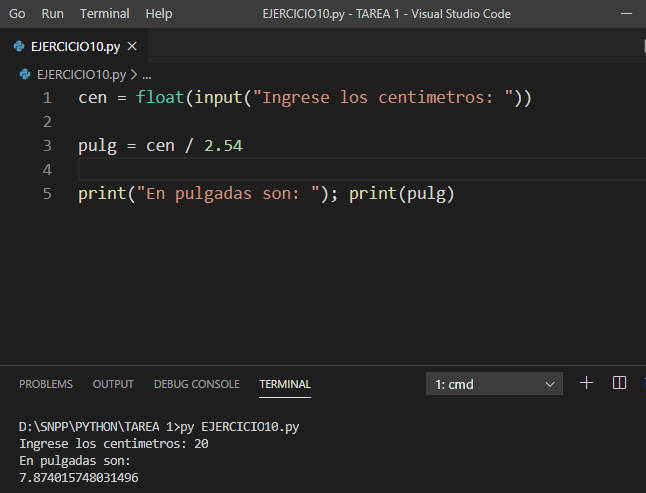 Go Run Terminal Help EJERCICIO10.py - TAREA 1 - Visual Studio Code
EJERCICIO10.py
EJERCICIO10.py > ...
1 cen = float(input("Ingrese los centimetros: "))
2
3 pulg = cen / 2.54
4
5 print("En pulgadas son: "); print(pulg)
PROBLEMS OUTPUT DEBUG CONSOLE TERMINAL 1: cmd
D:\SNPP\PYTHON\TAREA 1>py EJERCICIO10.py
Ingrese los centimetros: 20
En pulgadas son:
7.874015748031496